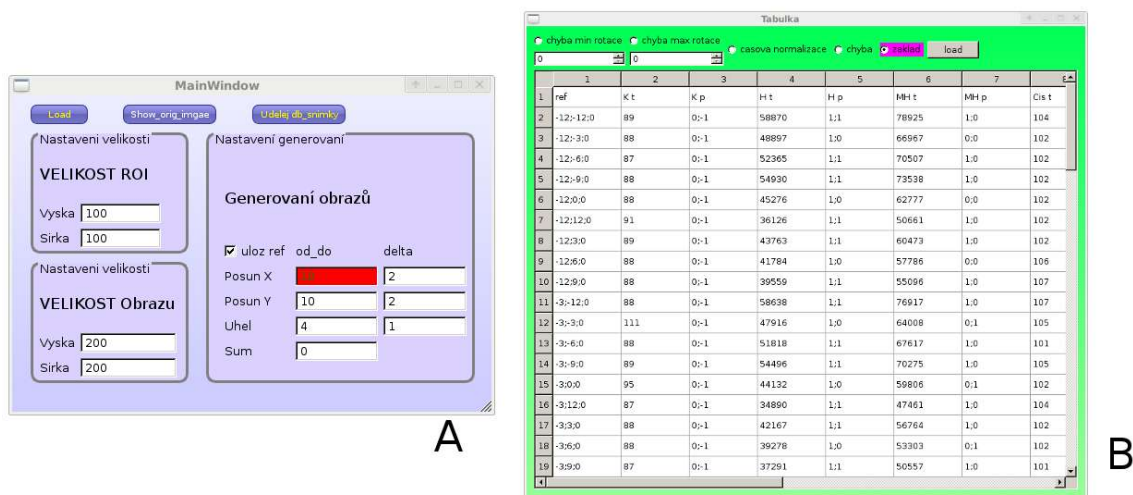 MainWindow
Load Show_orig_imgae Udelej db_snimky
Nastaveni velikosti
VELIKOST ROI
Vyska 100
Sirka 100
Nastaveni velikosti
VELIKOST Obrazu
Vyska 200
Sirka 200
Nastavení generovaní
Generovaní obrazů
uloz ref od_do delta
Posun X 2
Posun Y 10 2
Uhel 4 1
Sum 0
A
Tabulka
chyba min rotace chyba max rotace casova normalizace chyba zaklad load
0 0
1 2 3 4 5 6 7
1 ref K t K p H t H p MH t MH p Cis t
2 -12;-12;0 89 0;-1 58870 1;1 78925 1;0 104
3 -12;-3;0 88 0;-1 48897 1;0 66967 0;0 102
4 -12;-6;0 87 0;-1 52365 1;1 70507 1;0 102
5 -12;-9;0 88 0;-1 54930 1;1 73538 1;0 102
6 -12;0;0 88 0;-1 45276 1;0 62777 0;0 102
7 -12;12;0 91 0;-1 36126 1;1 50661 1;0 102
8 -12;3;0 89 0;-1 43763 1;1 60473 1;0 102
9 -12;6;0 88 0;-1 41784 1;0 57786 0;0 106
10 -12;9;0 88 0;-1 39559 1;1 55096 1;0 107
11 -3;-12;0 88 0;-1 58638 1;1 76917 1;0 107
12 -3;-3;0 111 0;-1 47916 1;0 64008 0;1 105
13 -3;-6;0 88 0;-1 51818 1;1 67617 1;0 101
14 -3;-9;0 89 0;-1 54496 1;1 70275 1;0 105
15 -3;0;0 95 0;-1 44132 1;0 59806 0;1 102
16 -3;12;0 87 0;-1 34890 1;1 47461 1;0 104
17 -3;3;0 88 0;-1 42167 1;1 56764 1;0 102
18 -3;6;0 88 0;-1 39278 1;0 53303 0;1 102
19 -3;9;0 87 0;-1 37291 1;1 50557 1;0 101
B